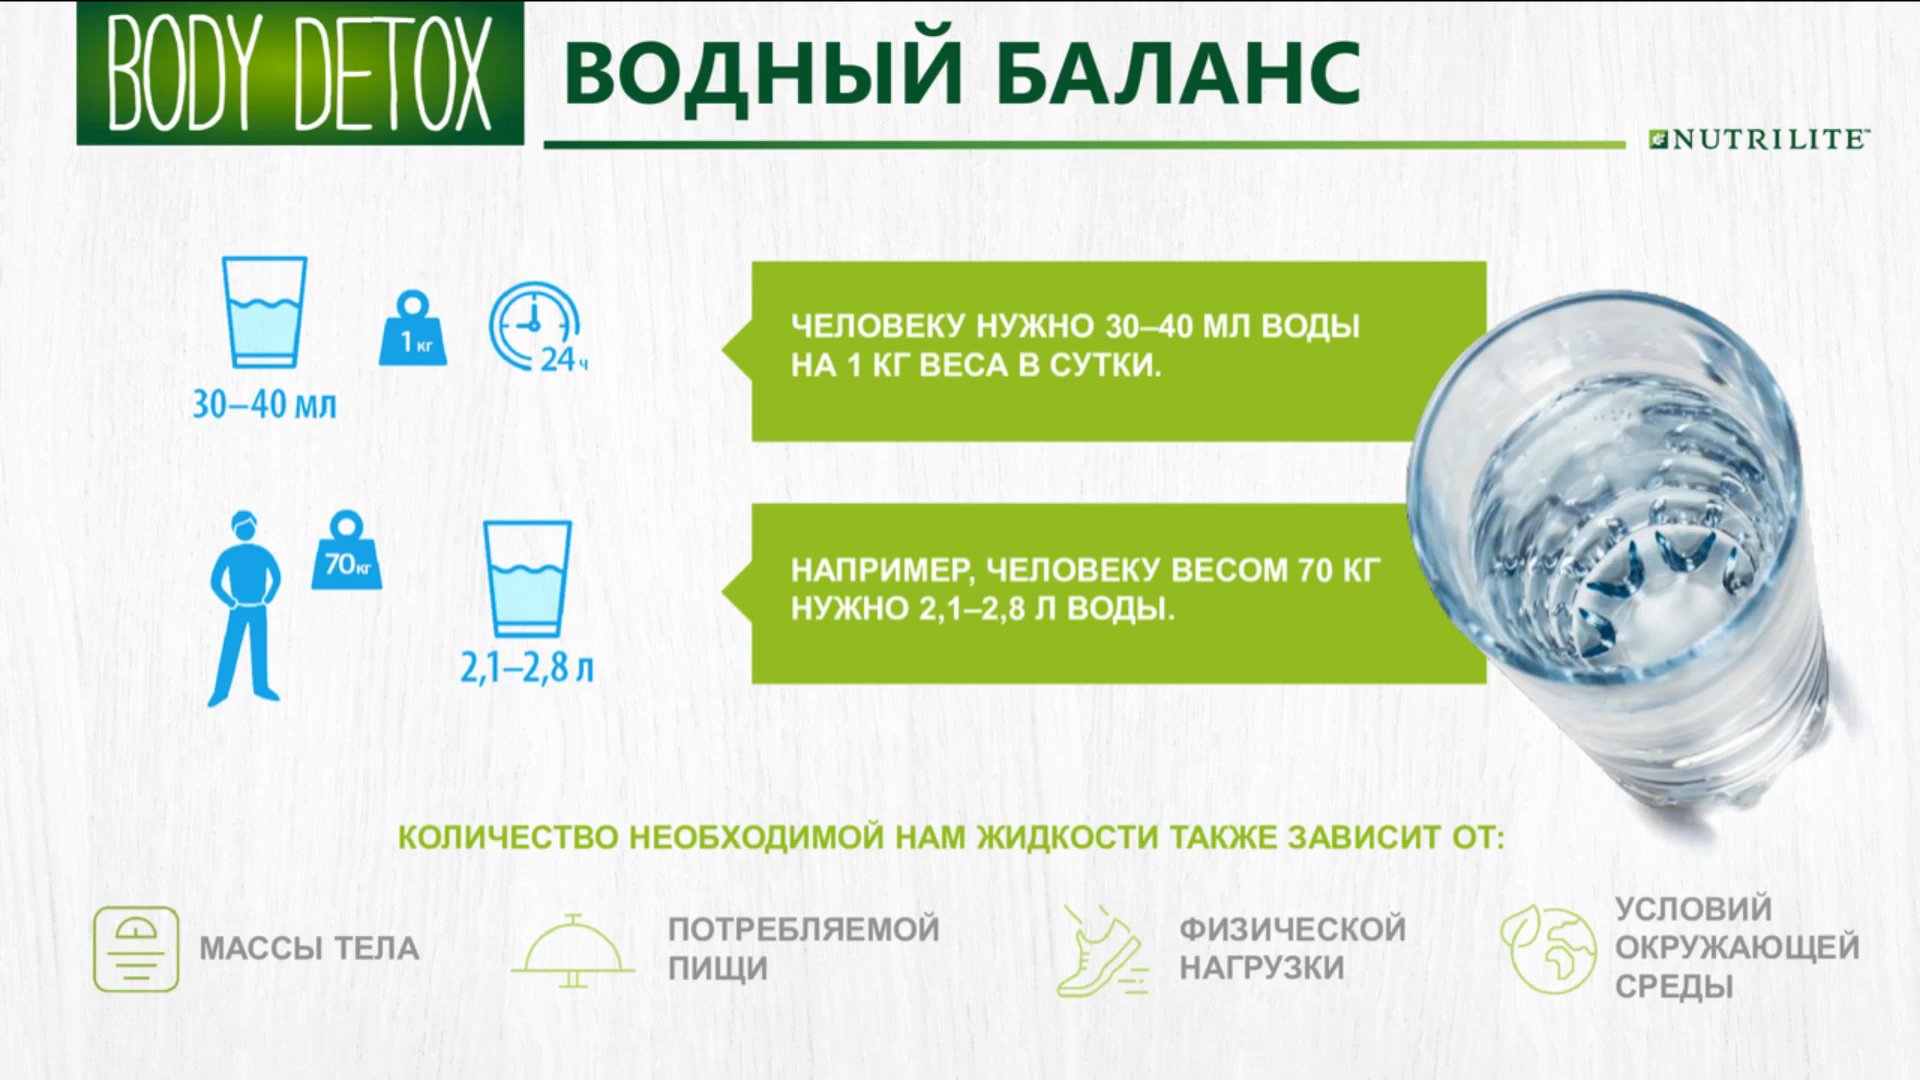 BODY DETOX
ВОДНЫЙ БАЛАНС
NUTRILITE™
1 кг
24 ч
30–40 мл
ЧЕЛОВЕКУ НУЖНО 30–40 МЛ ВОДЫ
НА 1 КГ ВЕСА В СУТКИ.
70 кг
2,1–2,8 л
НАПРИМЕР, ЧЕЛОВЕКУ ВЕСОМ 70 КГ
НУЖНО 2,1–2,8 Л ВОДЫ.
КОЛИЧЕСТВО НЕОБХОДИМОЙ НАМ ЖИДКОСТИ ТАКЖЕ ЗАВИСИТ ОТ:
МАССЫ ТЕЛА
ПОТРЕБЛЯЕМОЙ
ПИЩИ
ФИЗИЧЕСКОЙ
НАГРУЗКИ
УСЛОВИЙ
ОКРУЖАЮЩЕЙ
СРЕДЫ